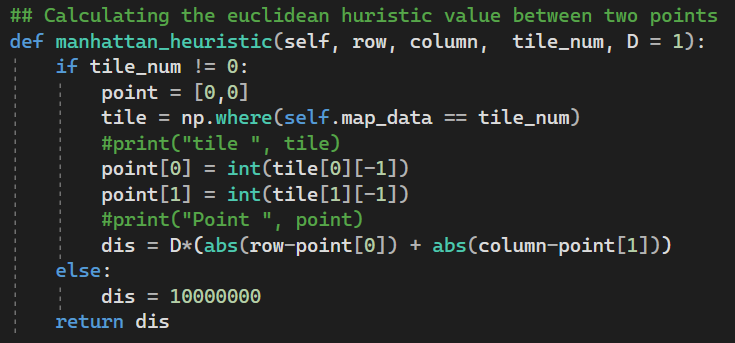 ## Calculating the euclidean huristic value between two points
def manhattan_heuristic(self, row, column,  tile_num, D = 1):
    if tile_num != 0:
        point = [0,0]
        tile = np.where(self.map_data == tile_num)
        #print("tile ", tile)
        point[0] = int(tile[0][-1])
        point[1] = int(tile[1][-1])
        #print("Point ", point)
        dis = D*(abs(row-point[0]) + abs(column-point[1]))
    else:
        dis = 10000000
    return dis